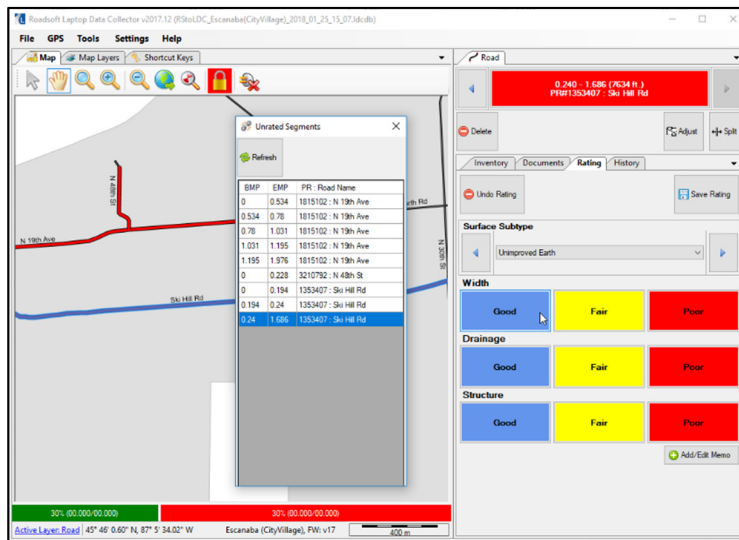 Roadsoft Laptop Data Collector v2017.12 (RStoLDC_Escanaba(CityVillage)_2018_01_25_15_07.ldcdb)
File GPS Tools Settings Help
Map Map Layers Shortcut Keys
Road
0.240 - 1.686 (7634 ft.)
PR#1353407 : Ski Hill Rd
Delete Adjust Split
Inventory Documents Rating History
Undo Rating Save Rating
Surface Subtype
Unimproved Earth
Width
Good Fair Poor
Drainage
Good Fair Poor
Structure
Good Fair Poor
Add/Edit Memo
Unrated Segments
Refresh
BMP EMP PR : Road Name
0 0.534 1815102 : N 19th Ave
0.534 0.78 1815102 : N 19th Ave
0.78 1.031 1815102 : N 19th Ave
1.031 1.195 1815102 : N 19th Ave
1.195 1.976 1815102 : N 19th Ave
0 0.228 3210792 : N 48th St
0 0.194 1353407 : Ski Hill Rd
0.194 0.24 1353407 : Ski Hill Rd
0.24 1.686 1353407 : Ski Hill Rd
N 48th St
N 19th Ave
Ski Hill Rd
N 30th St
30% (00.000/00.000) 30% (00.000/00.000)
Active Layer: Road 45° 46' 0.60" N, 87° 5' 34.02" W Escanaba (CityVillage), FW: v17 400 m